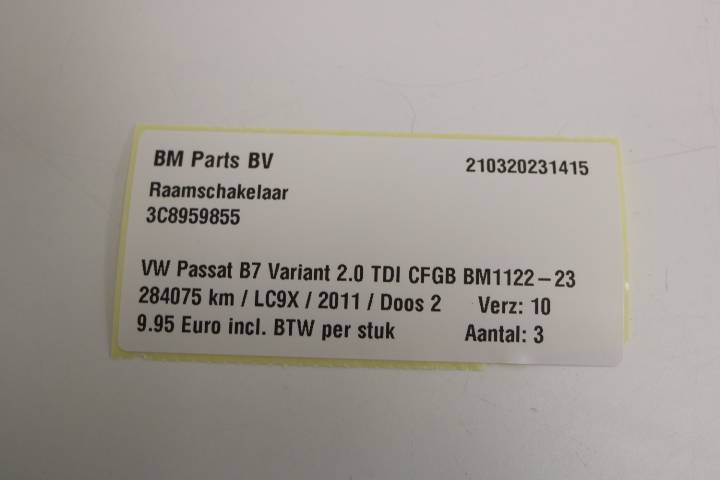 BM Parts BV 210320231415
Raamschakelaar
3C8959855
VW Passat B7 Variant 2.0 TDI CFGB BM1122-23
284075 km / LC9X / 2011 / Doos 2 Verz: 10
9.95 Euro incl. BTW per stuk Aantal: 3